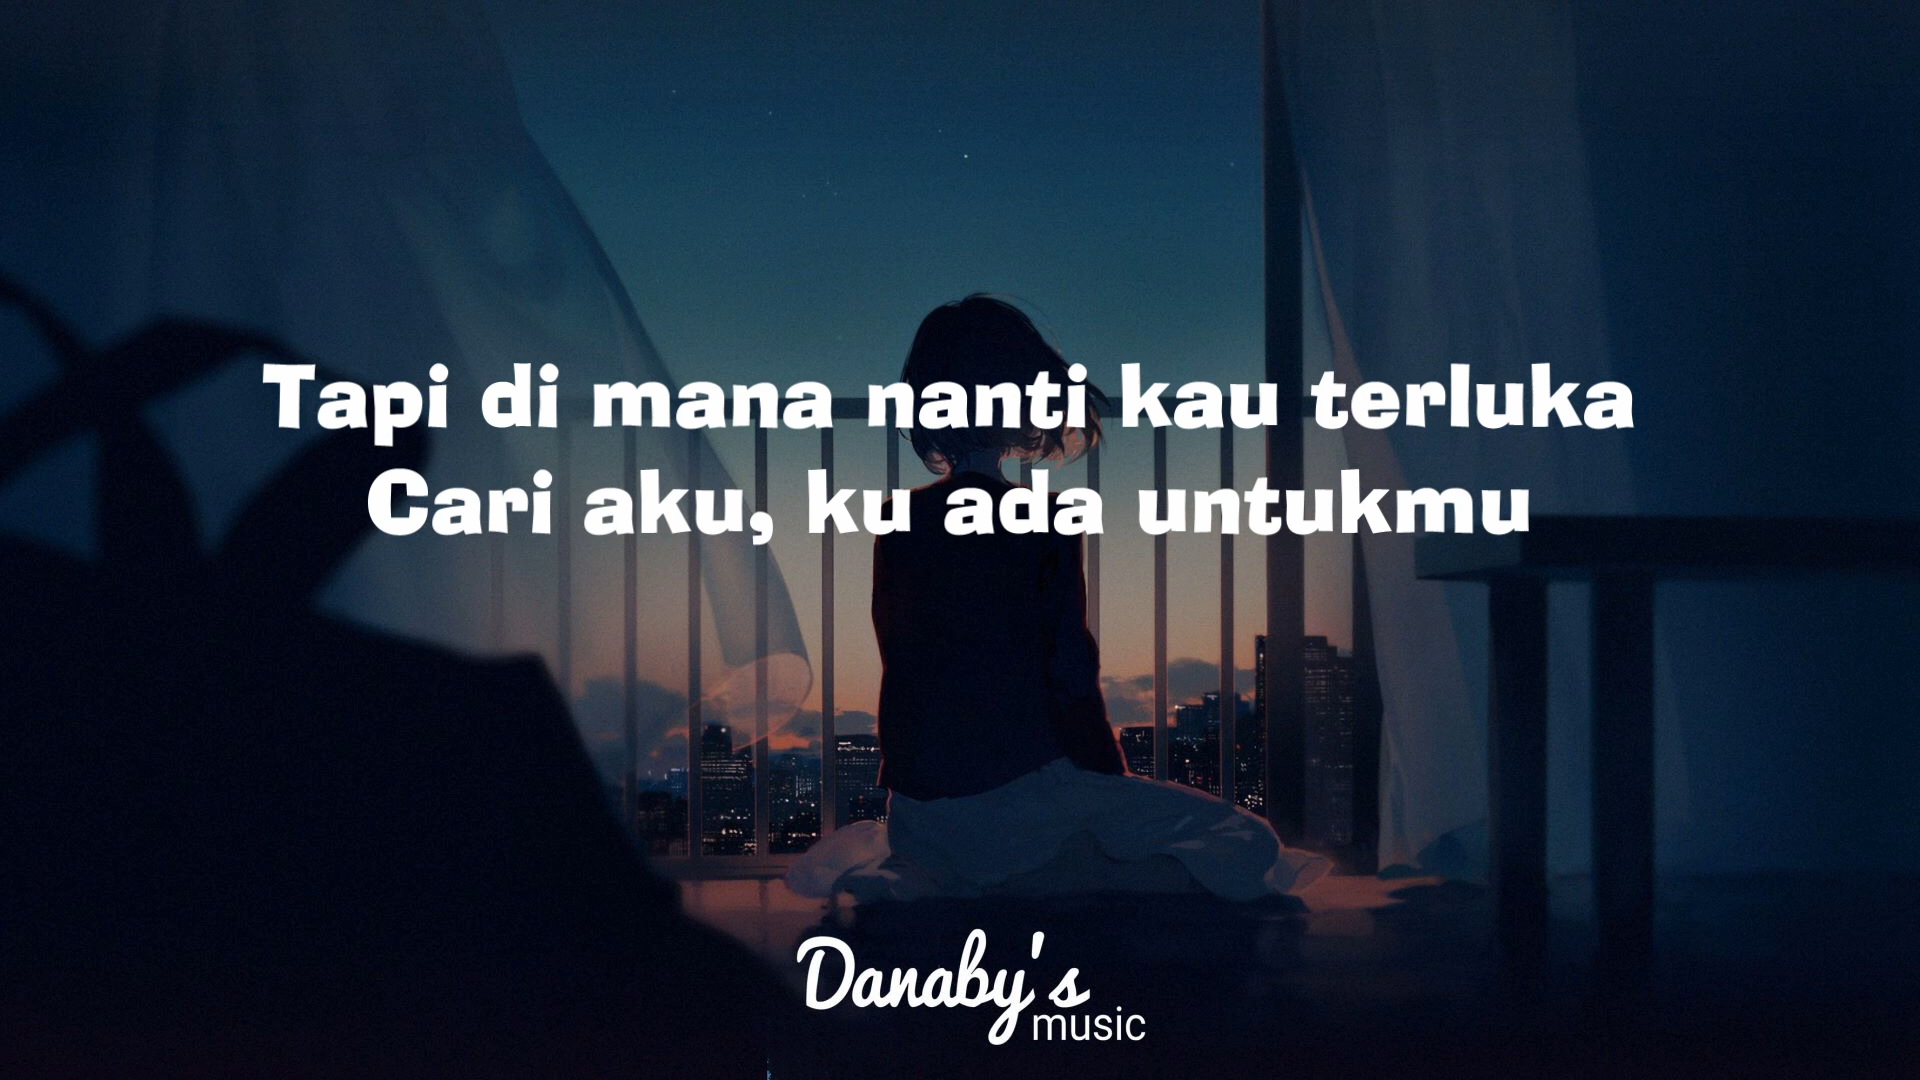 Tapi di mana nanti kau terluka
Cari aku, ku ada untukmu
Danaby's
music